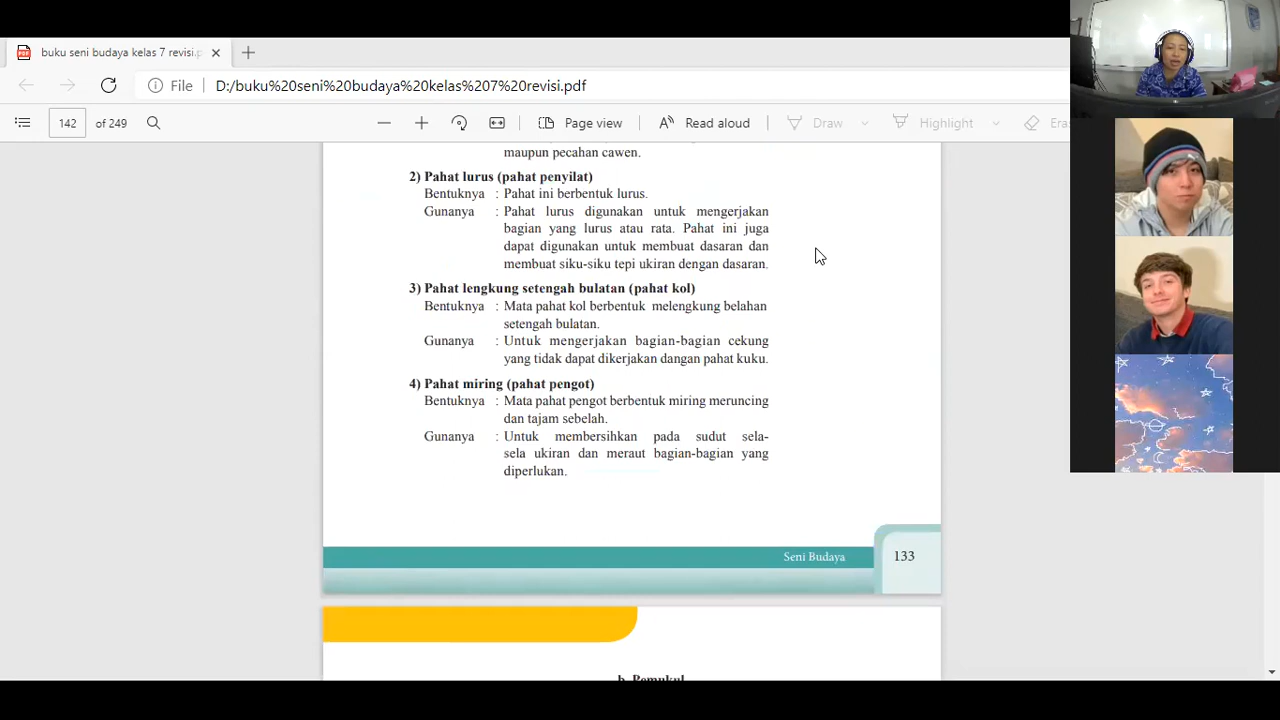 buku seni budaya kelas 7 revisi.p
File D:/buku%20seni%20budaya%20kelas%207%20revisi.pdf
142 of 249 Page view Read aloud Draw Highlight
maupun pecahan cawen.
2) Pahat lurus (pahat penyilat)
Bentuknya : Pahat ini berbentuk lurus.
Gunanya : Pahat lurus digunakan untuk mengerjakan
bagian yang lurus atau rata. Pahat ini juga
dapat digunakan untuk membuat dasaran dan
membuat siku-siku tepi ukiran dengan dasaran.
3) Pahat lengkung setengah bulatan (pahat kol)
Bentuknya : Mata pahat kol berbentuk melengkung belahan
setengah bulatan.
Gunanya : Untuk mengerjakan bagian-bagian cekung
yang tidak dapat dikerjakan dangan pahat kuku.
4) Pahat miring (pahat pengot)
Bentuknya : Mata pahat pengot berbentuk miring meruncing
dan tajam sebelah.
Gunanya : Untuk membersihkan pada sudut sela-
sela ukiran dan meraut bagian-bagian yang
diperlukan.
Seni Budaya 133
b. Pemukul